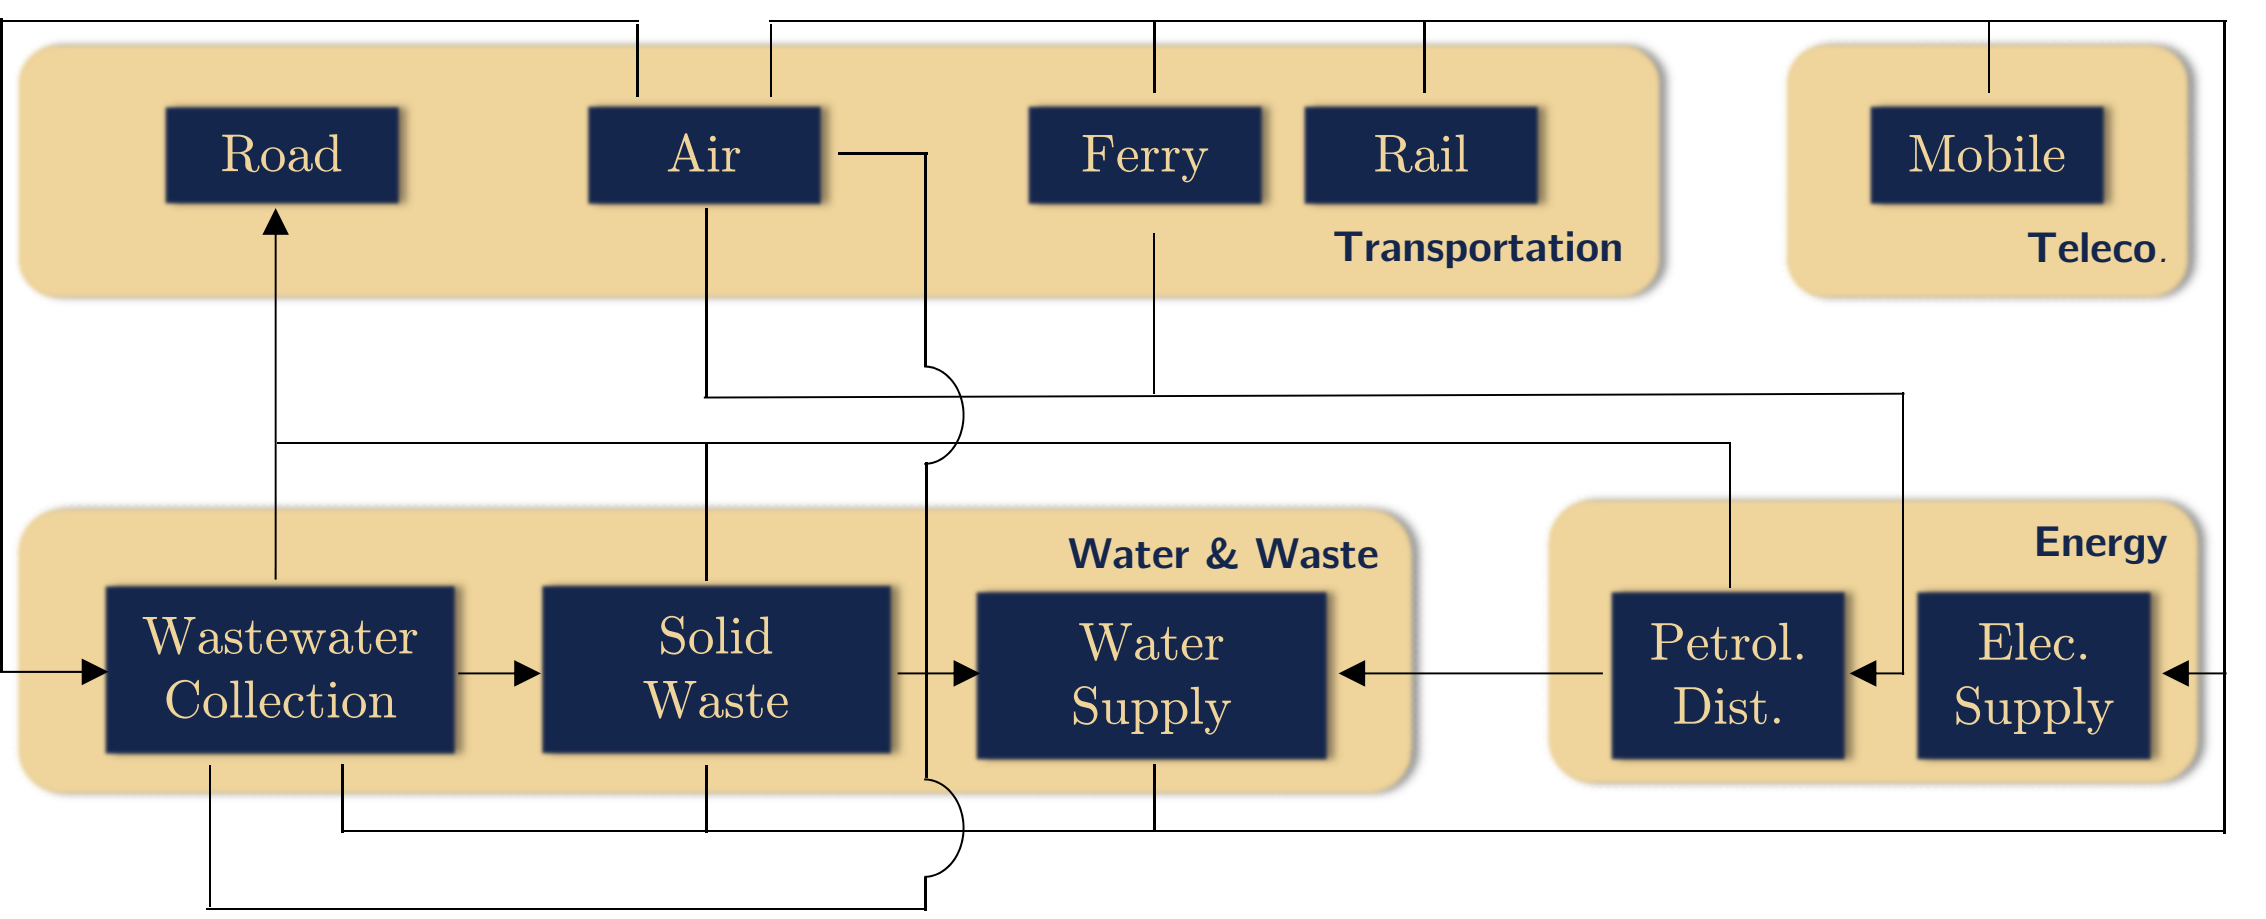 Road
Air
Ferry
Rail
Mobile
Transportation
Teleco.
Water & Waste
Energy
Wastewater
Collection
Solid
Waste
Water
Supply
Petrol.
Dist.
Elec.
Supply